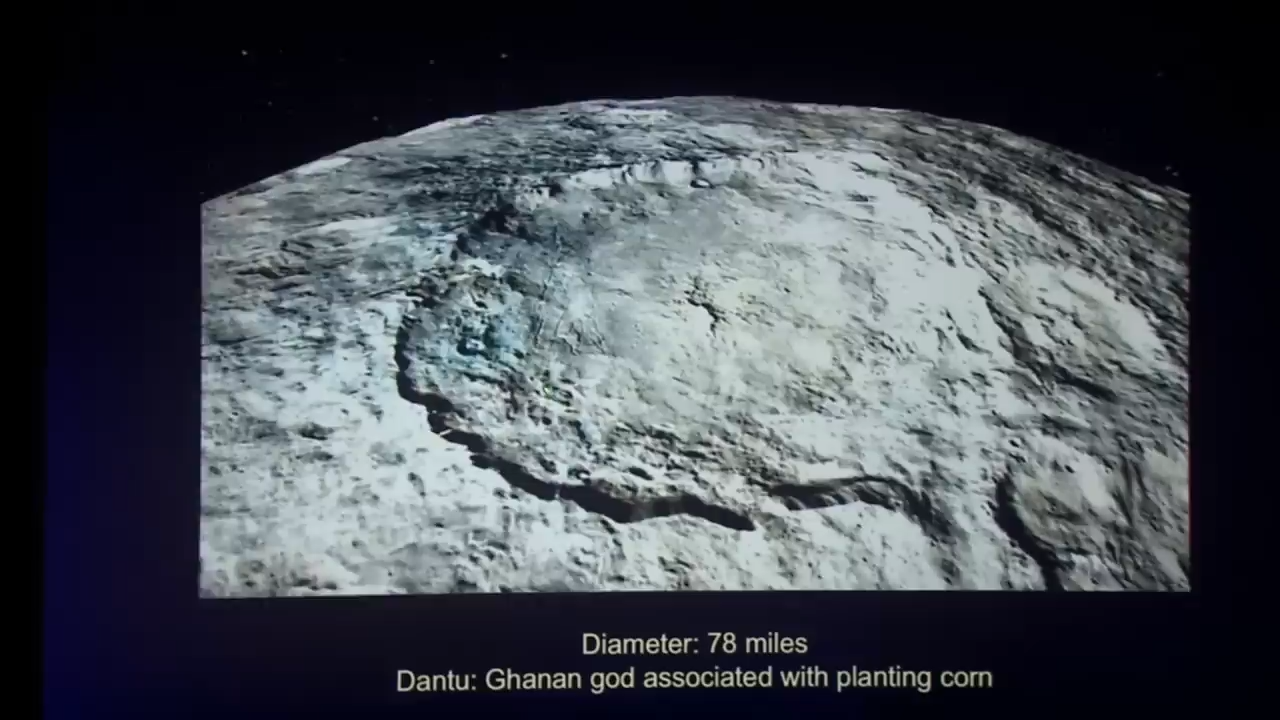 Diameter: 78 miles
Dantu: Ghanan god associated with planting corn